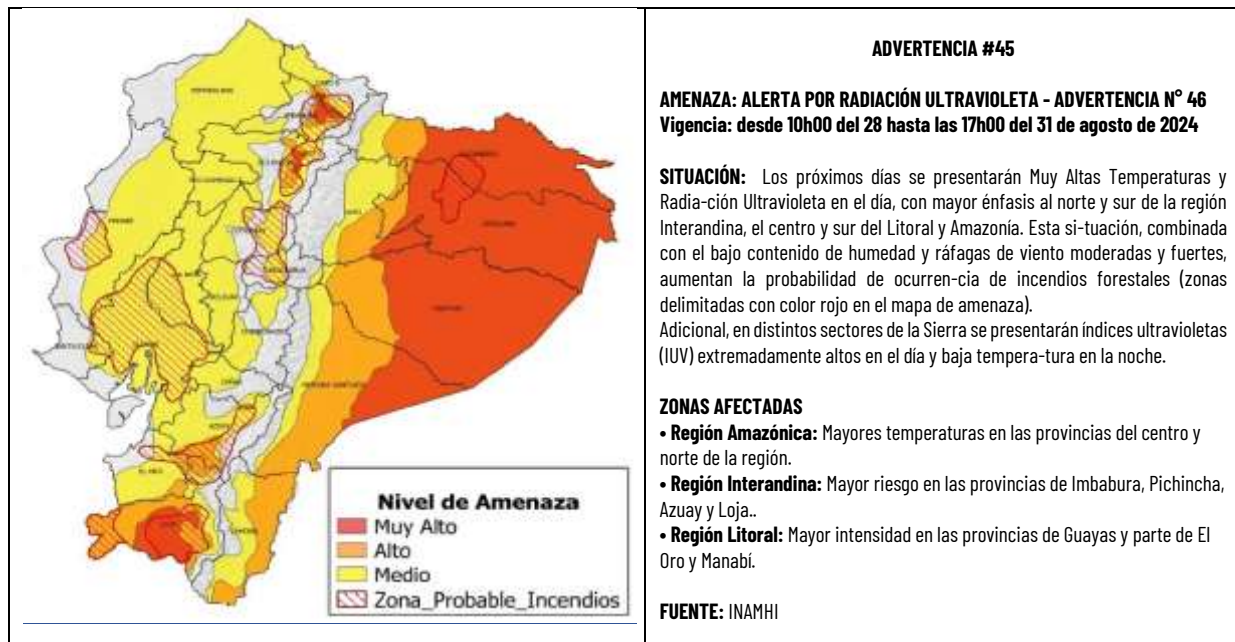 Nivel de Amenaza
Muy Alto
Alto
Medio
Zona_Probable_Incendios
ADVERTENCIA #45
AMENAZA: ALERTA POR RADIACIÓN ULTRAVIOLETA - ADVERTENCIA N° 46
Vigencia: desde 10h00 del 28 hasta las 17h00 del 31 de agosto de 2024
SITUACIÓN: Los próximos días se presentarán Muy Altas Temperaturas y
Radia-ción Ultravioleta en el día, con mayor énfasis al norte y sur de la región
Interandina, el centro y sur del Litoral y Amazonía. Esta si-tuación, combinada
con el bajo contenido de humedad y ráfagas de viento moderadas y fuertes,
aumentan la probabilidad de ocurren-cia de incendios forestales (zonas
delimitadas con color rojo en el mapa de amenaza).
Adicional, en distintos sectores de la Sierra se presentarán índices ultravioletas
(IUV) extremadamente altos en el día y baja tempera-tura en la noche.
ZONAS AFECTADAS
• Región Amazónica: Mayores temperaturas en las provincias del centro y
norte de la región.
• Región Interandina: Mayor riesgo en las provincias de Imbabura, Pichincha,
Azuay y Loja..
• Región Litoral: Mayor intensidad en las provincias de Guayas y parte de El
Oro y Manabí.
FUENTE: INAMHI